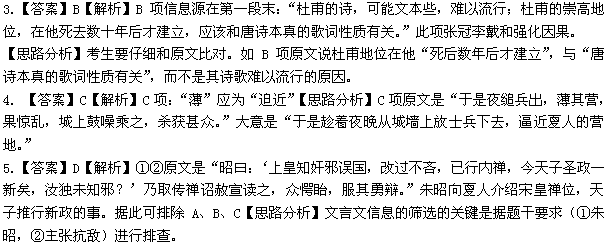 3.【答案】B【解析】B 项信息源在第一段末：“杜甫的诗，可能文本些，难以流行；杜甫的崇高地
位，在他死去数十年后才建立，应该和唐诗本真的歌词性质有关。”此项张冠李戴和强化因果。
【思路分析】考生要仔细和原文比对。如 B 项原文说杜甫地位在他“死后数年后才建立”，与“唐
诗本真的歌词性质有关”，而不是其诗歌难以流行的原因。
4. 【答案】C【解析】C 项：“薄”应为“迫近”【思路分析】C 项原文是“于是夜缒兵出，薄其营，
果惊乱，城上鼓噪乘之，杀获甚众。”大意是“于是趁着夜晚从城墙上放士兵下去，逼近夏人的营
地。”
5.【答案】D【解析】①②原文是“昭曰：‘上皇知奸邪误国，改过不吝，已行内禅，今天子圣政一
新矣，汝独未知邪？’乃取传禅诏赦宣读之，众愕眙，服其勇辩。”朱昭向夏人介绍宋皇禅位，天
子推行新政的事。据此可排除 A、B、C【思路分析】文言文信息的筛选的关键是据题干要求（①朱
昭，②主张抗敌）进行排查。